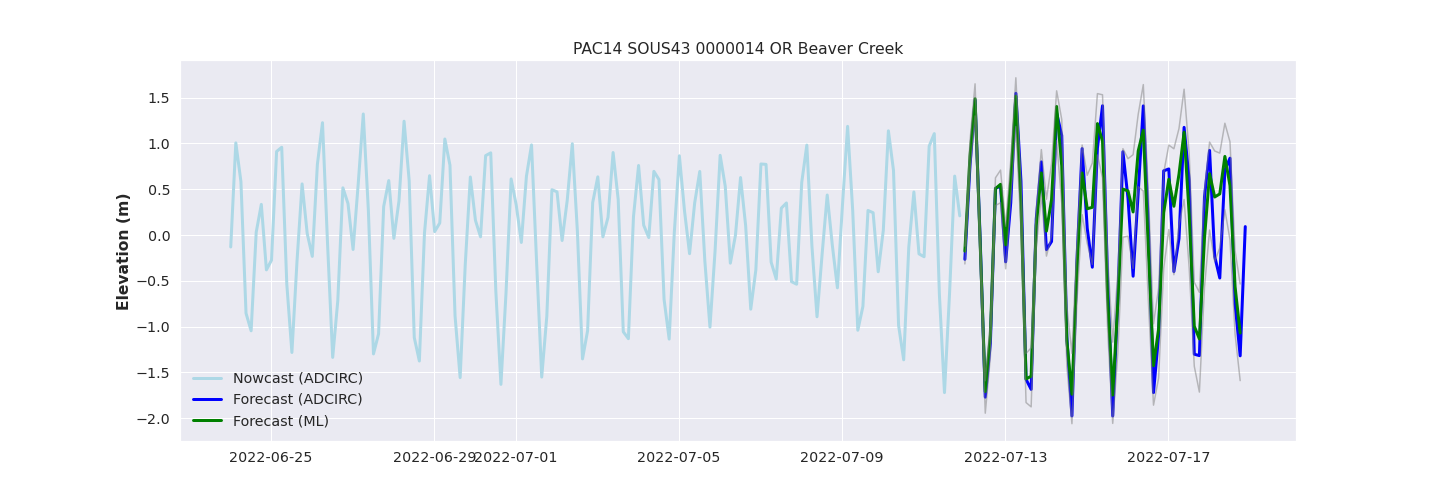 PAC14 SOUS43 0000014 OR Beaver Creek
Elevation (m)
1.5
1.0
0.5
0.0
−0.5
−1.0
−1.5
−2.0
Nowcast (ADCIRC)
Forecast (ADCIRC)
Forecast (ML)
2022-06-25 2022-06-29 2022-07-01 2022-07-05 2022-07-09 2022-07-13 2022-07-17